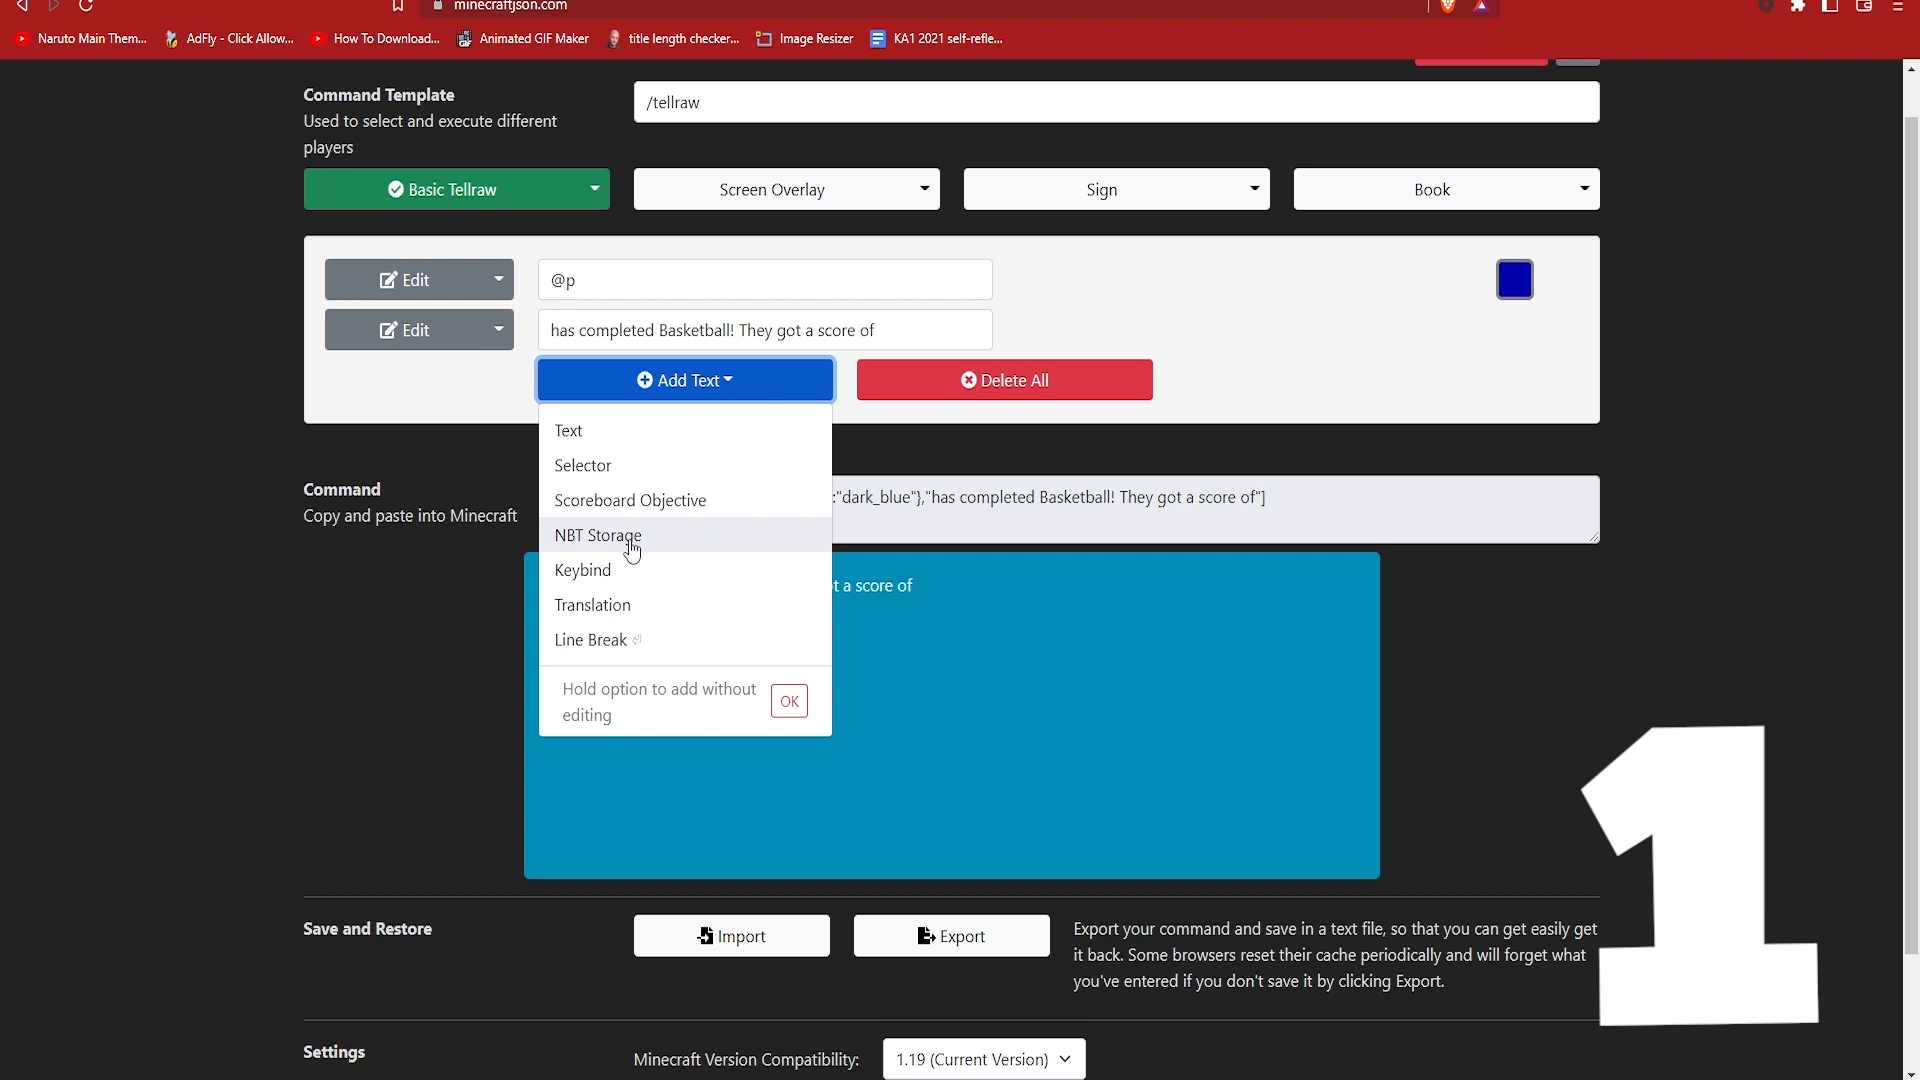 minecraftjson.com
Naruto Main Them...
AdFly - Click Allow...
How To Download...
Animated GIF Maker
title length checker...
Image Resizer
KA1 2021 self-refle...
Command Template
Used to select and execute different
players
/tellraw
Basic Tellraw
Screen Overlay
Sign
Book
Edit
@p
Edit
has completed Basketball! They got a score of
Add Text
Delete All
Text
Selector
Scoreboard Objective
NBT Storage
Keybind
Translation
Line Break
Hold option to add without
editing
OK
Command
Copy and paste into Minecraft
:"dark_blue"},"has completed Basketball! They got a score of"]
t a score of
1
Save and Restore
Import
Export
Export your command and save in a text file, so that you can get easily get
it back. Some browsers reset their cache periodically and will forget what
you've entered if you don't save it by clicking Export.
Settings
Minecraft Version Compatibility:
1.19 (Current Version)